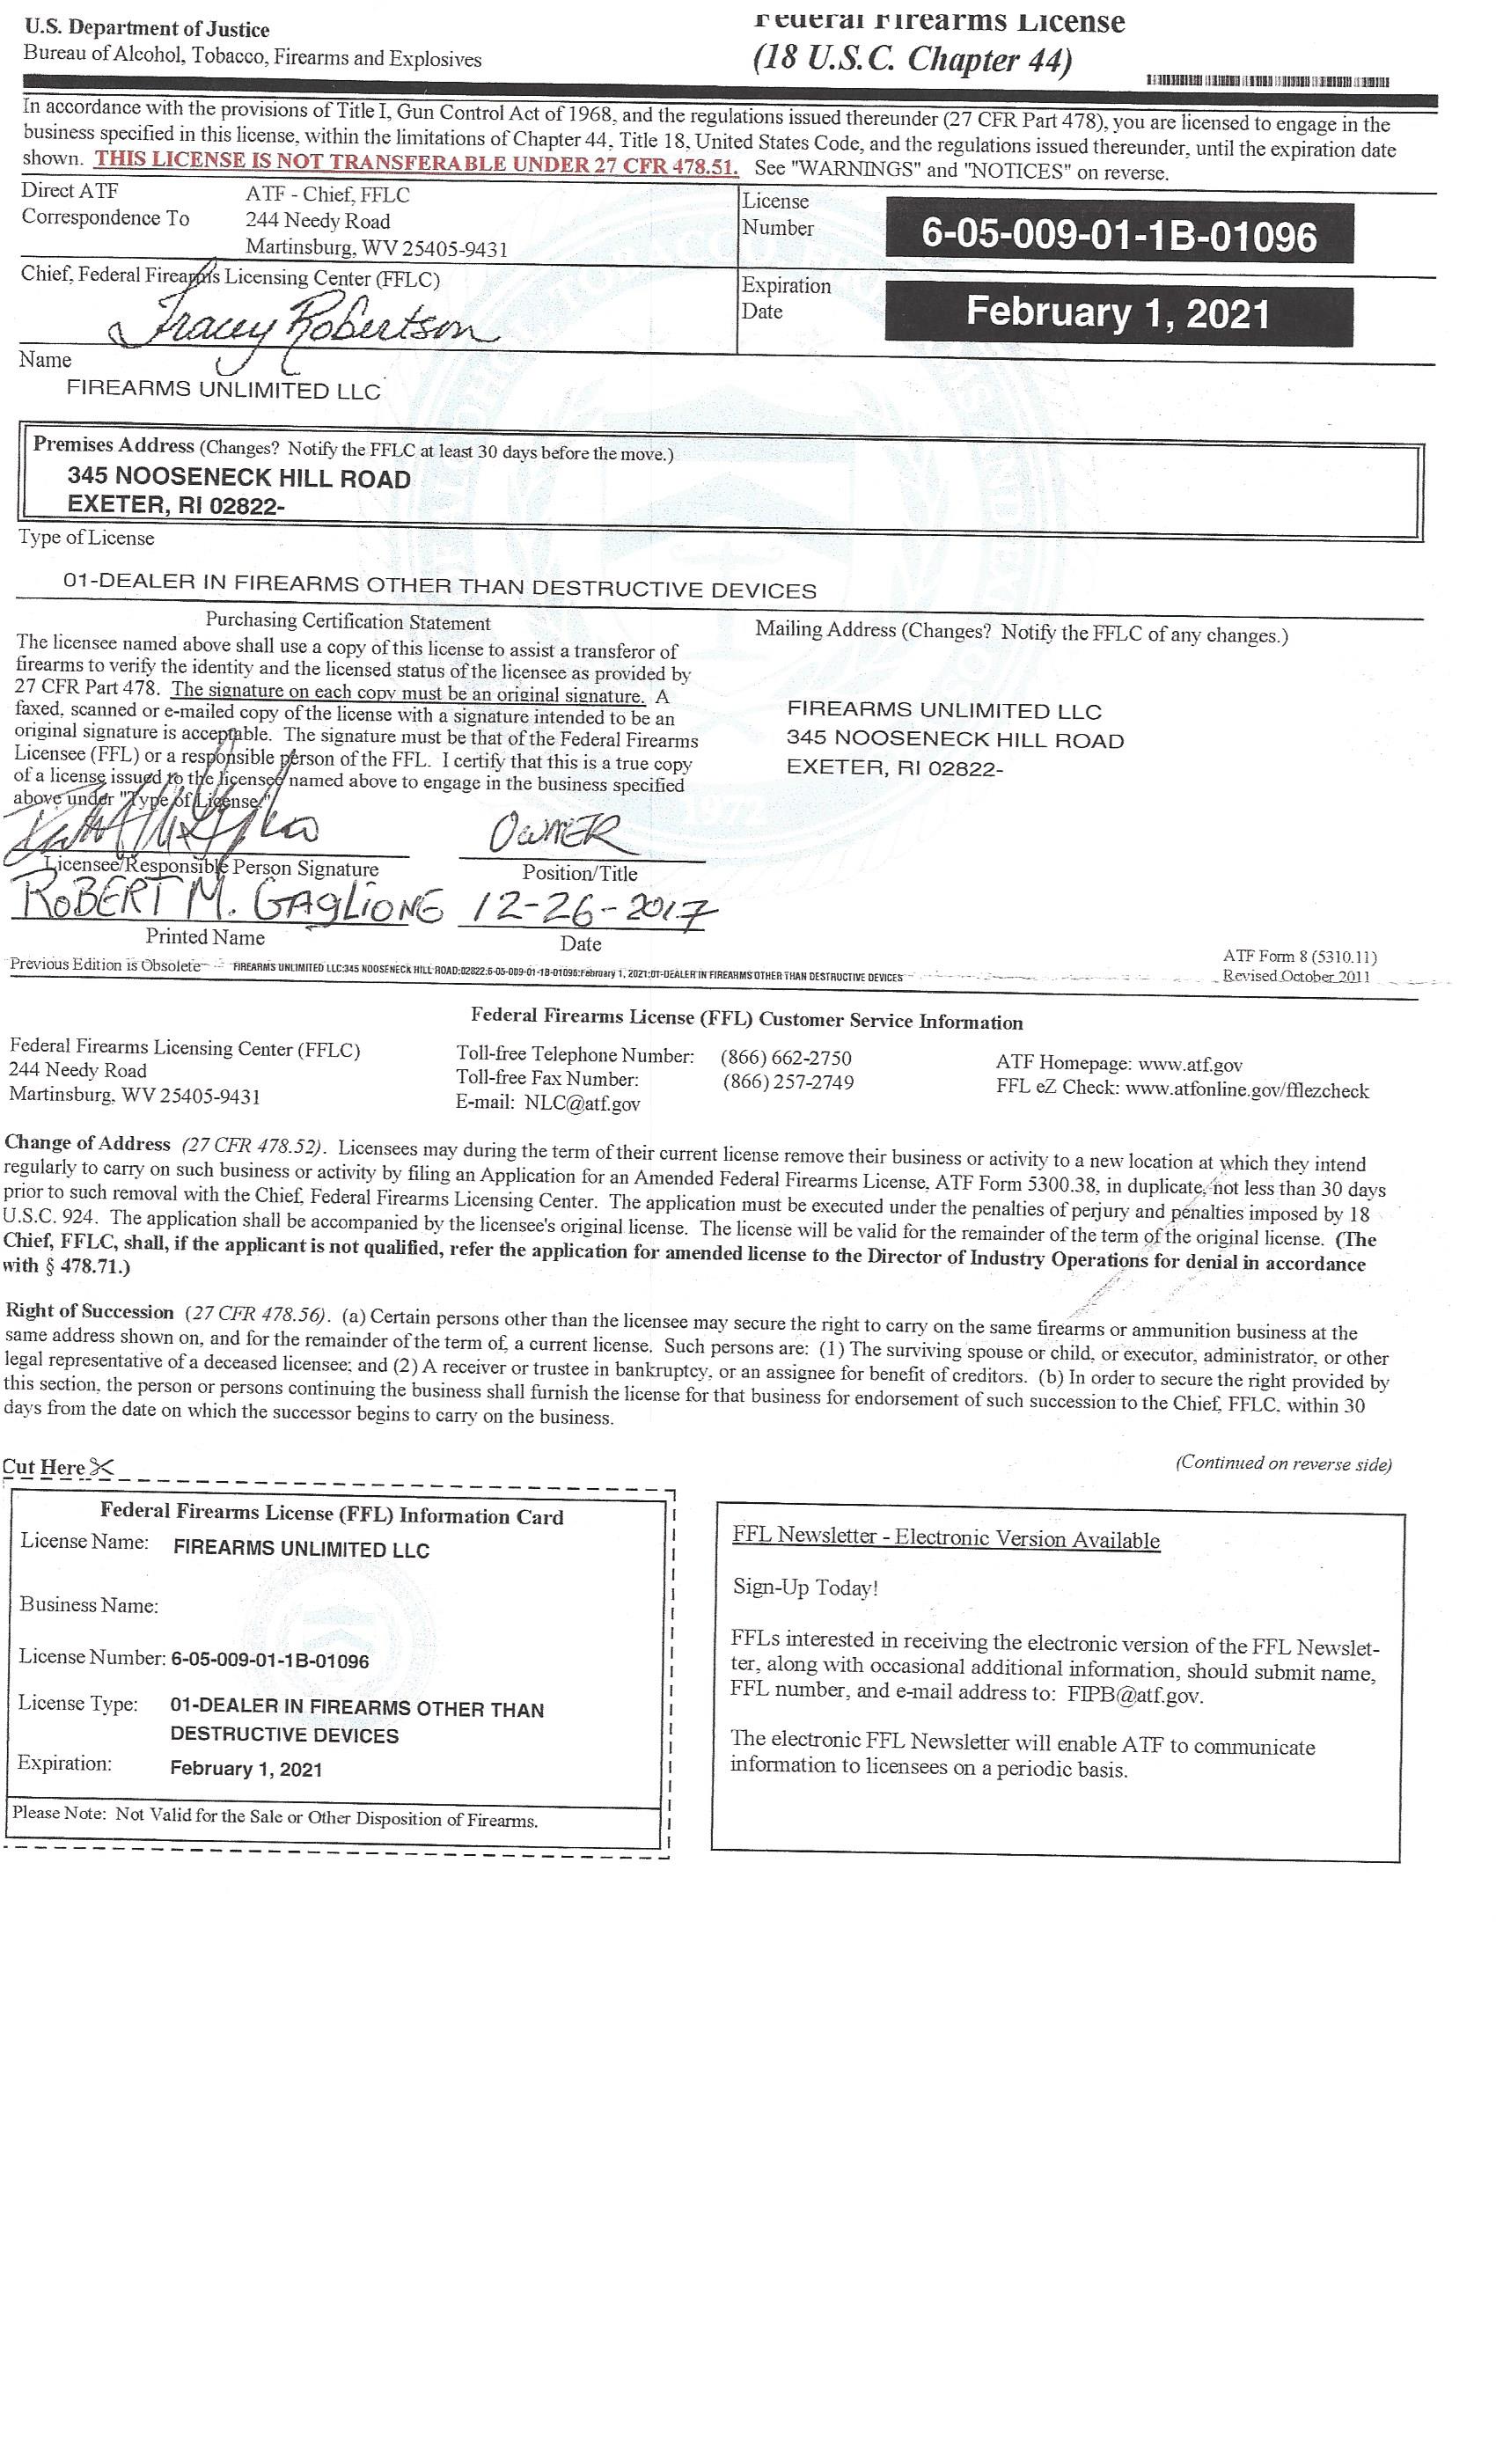 U.S. Department of Justice
Bureau of Alcohol, Tobacco, Firearms and Explosives
Federal Firearms License
(18 U.S.C. Chapter 44)
In accordance with the provisions of Title I, Gun Control Act of 1968, and the regulations issued thereunder (27 CFR Part 478), you are licensed to engage in the
business specified in this license, within the limitations of Chapter 44, Title 18, United States Code, and the regulations issued thereunder, until the expiration date
shown. THIS LICENSE IS NOT TRANSFERABLE UNDER 27 CFR 478.51. See "WARNINGS" and "NOTICES" on reverse.
Direct ATF
Correspondence To
ATF - Chief, FFLC
244 Needy Road
Martinsburg, WV 25405-9431
License
Number
6-05-009-01-1B-01096
Chief, Federal Firearms Licensing Center (FFLC)
Tracey Robertson
Expiration
Date
February 1, 2021
Name
FIREARMS UNLIMITED LLC
Premises Address (Changes? Notify the FFLC at least 30 days before the move.)
345 NOOSENECK HILL ROAD
EXETER, RI 02822-
Type of License
01-DEALER IN FIREARMS OTHER THAN DESTRUCTIVE DEVICES
Purchasing Certification Statement
The licensee named above shall use a copy of this license to assist a transferor of
firearms to verify the identity and the licensed status of the licensee as provided by
27 CFR Part 478. The signature on each copy must be an original signature. A
faxed, scanned or e-mailed copy of the license with a signature intended to be an
original signature is acceptable. The signature must be that of the Federal Firearms
Licensee (FFL) or a responsible person of the FFL. I certify that this is a true copy
of a license issued to the licensee named above to engage in the business specified
above under "Type of License."
Mailing Address (Changes? Notify the FFLC of any changes.)
FIREARMS UNLIMITED LLC
345 NOOSENECK HILL ROAD
EXETER, RI 02822-
1972
OWNER
Licensee/Responsible Person Signature
Position/Title
ROBERT M. GAGLIONE
12-26-2017
Printed Name
Date
Previous Edition is Obsolete
FIREARMS UNLIMITED LLC:345 NOOSENECK HILL ROAD:02822:6-05-009-01-1B-01096:February 1, 2021:01-DEALER IN FIREARMS OTHER THAN DESTRUCTIVE DEVICES
ATF Form 8 (5310.11)
Revised October 2011
Federal Firearms License (FFL) Customer Service Information
Federal Firearms Licensing Center (FFLC)
244 Needy Road
Martinsburg, WV 25405-9431
Toll-free Telephone Number: (866) 662-2750
Toll-free Fax Number: (866) 257-2749
E-mail: NLC@atf.gov
ATF Homepage: www.atf.gov
FFL eZ Check: www.atfonline.gov/fflezcheck
Change of Address (27 CFR 478.52). Licensees may during the term of their current license remove their business or activity to a new location at which they intend
regularly to carry on such business or activity by filing an Application for an Amended Federal Firearms License, ATF Form 5300.38, in duplicate, not less than 30 days
prior to such removal with the Chief, Federal Firearms Licensing Center. The application must be executed under the penalties of perjury and penalties imposed by 18
U.S.C. 924. The application shall be accompanied by the licensee's original license. The license will be valid for the remainder of the term of the original license. (The
Chief, FFLC, shall, if the applicant is not qualified, refer the application for amended license to the Director of Industry Operations for denial in accordance
with § 478.71.)
Right of Succession (27 CFR 478.56). (a) Certain persons other than the licensee may secure the right to carry on the same firearms or ammunition business at the
same address shown on, and for the remainder of the term of, a current license. Such persons are: (1) The surviving spouse or child, or executor, administrator, or other
legal representative of a deceased licensee; and (2) A receiver or trustee in bankruptcy, or an assignee for benefit of creditors. (b) In order to secure the right provided by
this section, the person or persons continuing the business shall furnish the license for that business for endorsement of such succession to the Chief, FFLC, within 30
days from the date on which the successor begins to carry on the business.
(Continued on reverse side)
Cut Here
Federal Firearms License (FFL) Information Card
License Name: FIREARMS UNLIMITED LLC
Business Name:
License Number: 6-05-009-01-1B-01096
License Type: 01-DEALER IN FIREARMS OTHER THAN
DESTRUCTIVE DEVICES
Expiration: February 1, 2021
Please Note: Not Valid for the Sale or Other Disposition of Firearms.
FFL Newsletter - Electronic Version Available
Sign-Up Today!
FFLs interested in receiving the electronic version of the FFL Newslet-
ter, along with occasional additional information, should submit name,
FFL number, and e-mail address to: FIPB@atf.gov.
The electronic FFL Newsletter will enable ATF to communicate
information to licensees on a periodic basis.